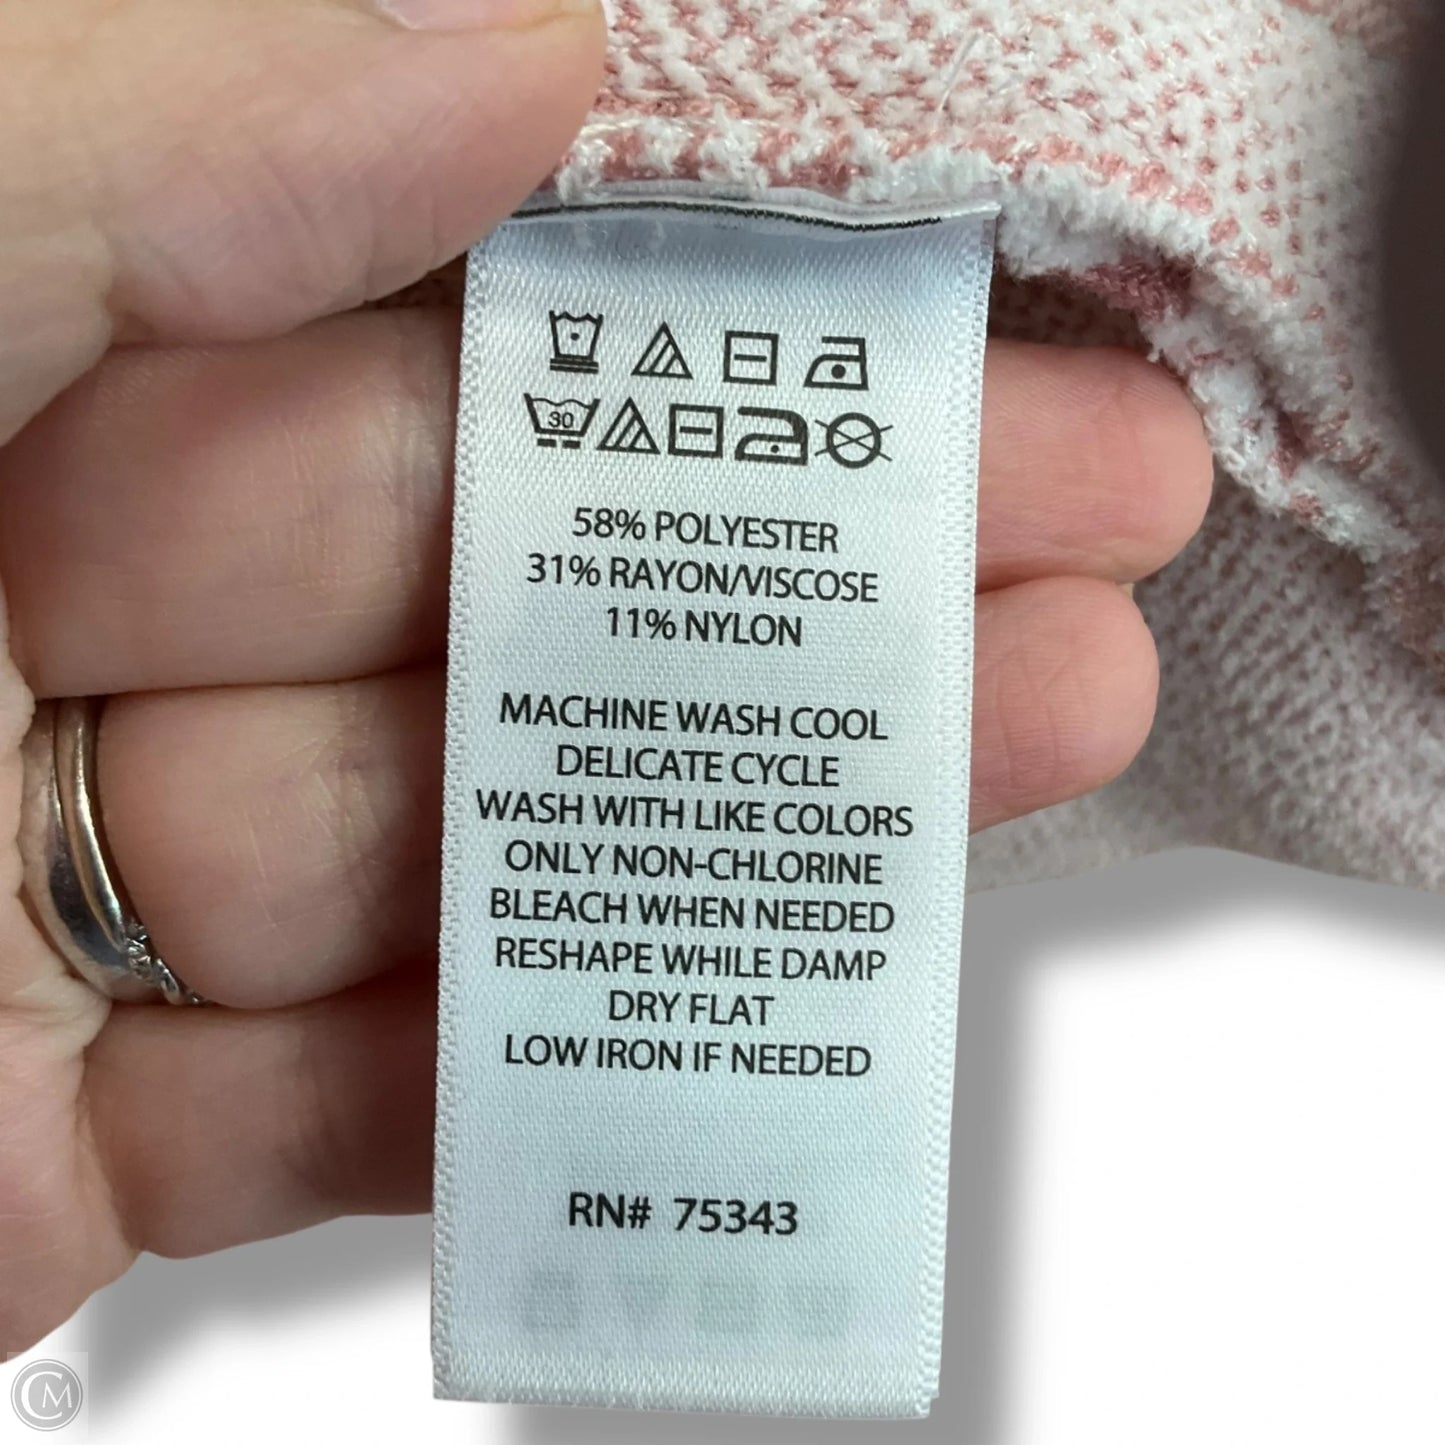 30
58% POLYESTER
31% RAYON/VISCOSE
11% NYLON
MACHINE WASH COOL
DELICATE CYCLE
WASH WITH LIKE COLORS
ONLY NON-CHLORINE
BLEACH WHEN NEEDED
RESHAPE WHILE DAMP
DRY FLAT
LOW IRON IF NEEDED
RN# 75343
CM